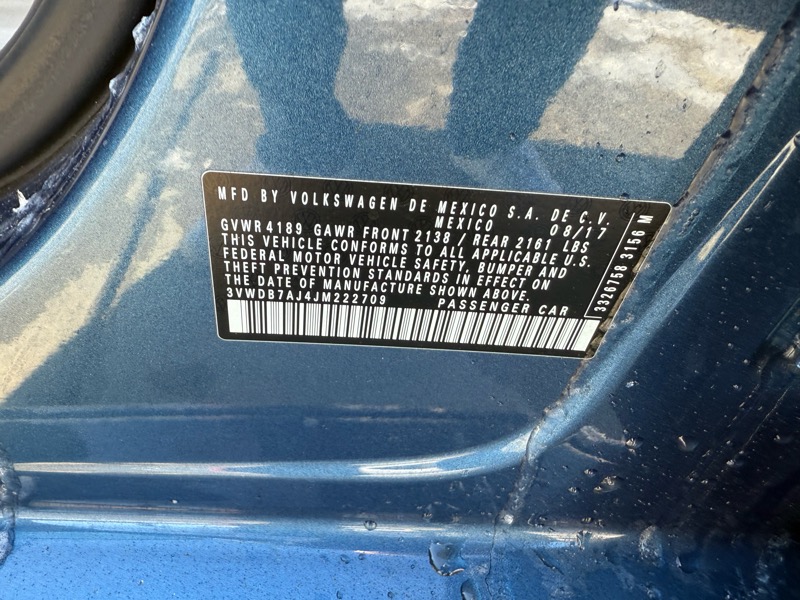 MFD BY VOLKSWAGEN DE MEXICO S.A. DE C.V.
MEXICO 08/17
GVWR 4189 GAWR FRONT 2138 / REAR 2161 LBS
THIS VEHICLE CONFORMS TO ALL APPLICABLE U.S.
FEDERAL MOTOR VEHICLE SAFETY, BUMPER AND
THEFT PREVENTION STANDARDS IN EFFECT ON
THE DATE OF MANUFACTURE SHOWN ABOVE.
3VWDB7AJ4JM222709 PASSENGER CAR
3326758 3156 M